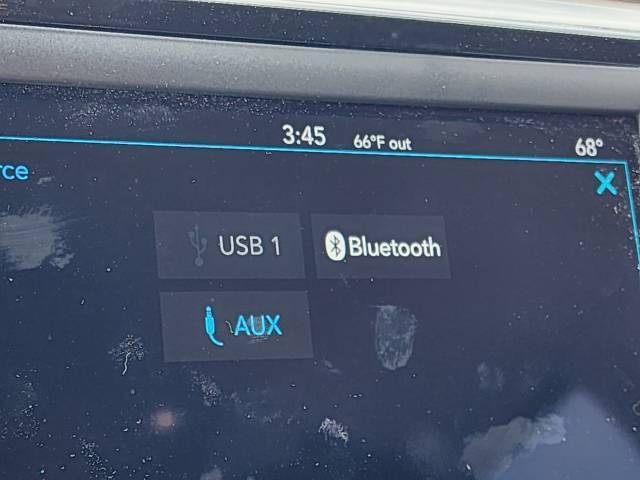 3:45 66°F out 68°
rce
USB 1 Bluetooth
AUX